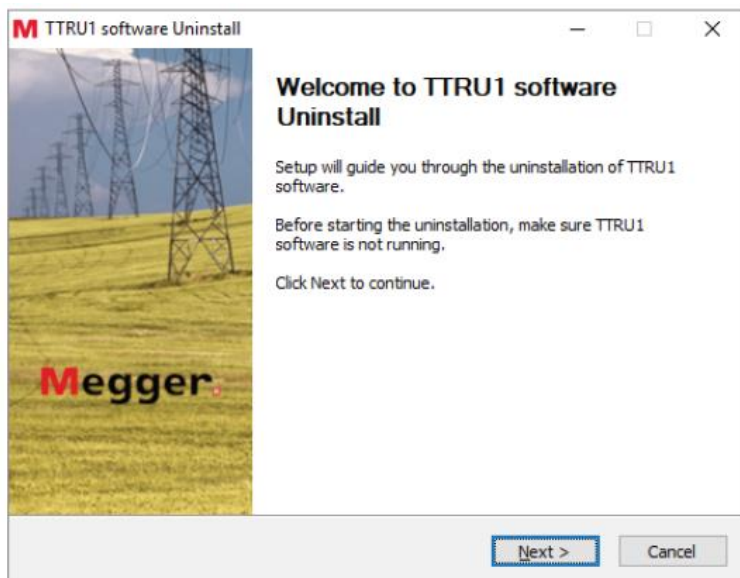 M TTRU1 software Uninstall
Welcome to TTRU1 software
Uninstall
Setup will guide you through the uninstallation of TTRU1
software.
Before starting the uninstallation, make sure TTRU1
software is not running.
Click Next to continue.
Megger.
Next >
Cancel